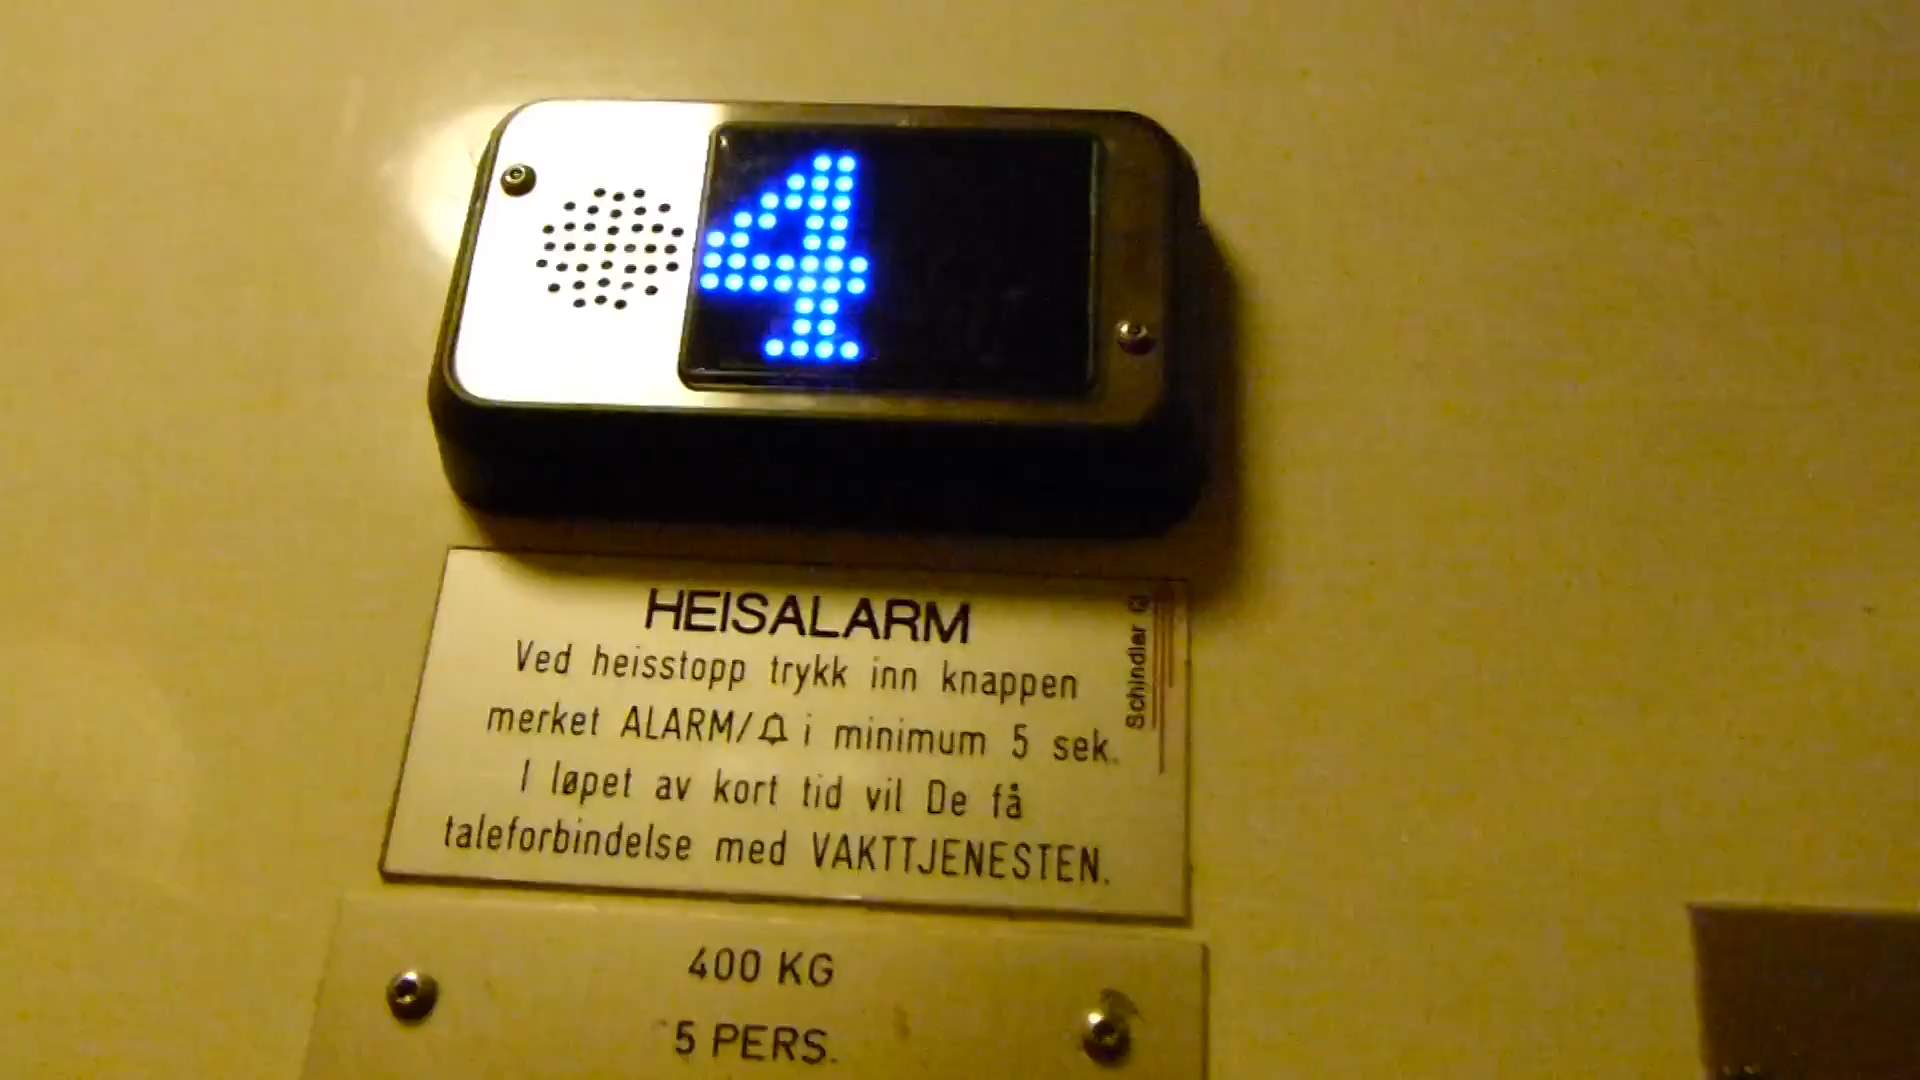 4
HEISALARM
Ved heisstopp trykk inn knappen
merket ALARM/🔔 i minimum 5 sek.
I løpet av kort tid vil De få
taleforbindelse med VAKTTJENESTEN.
Schindler
400 KG
5 PERS.